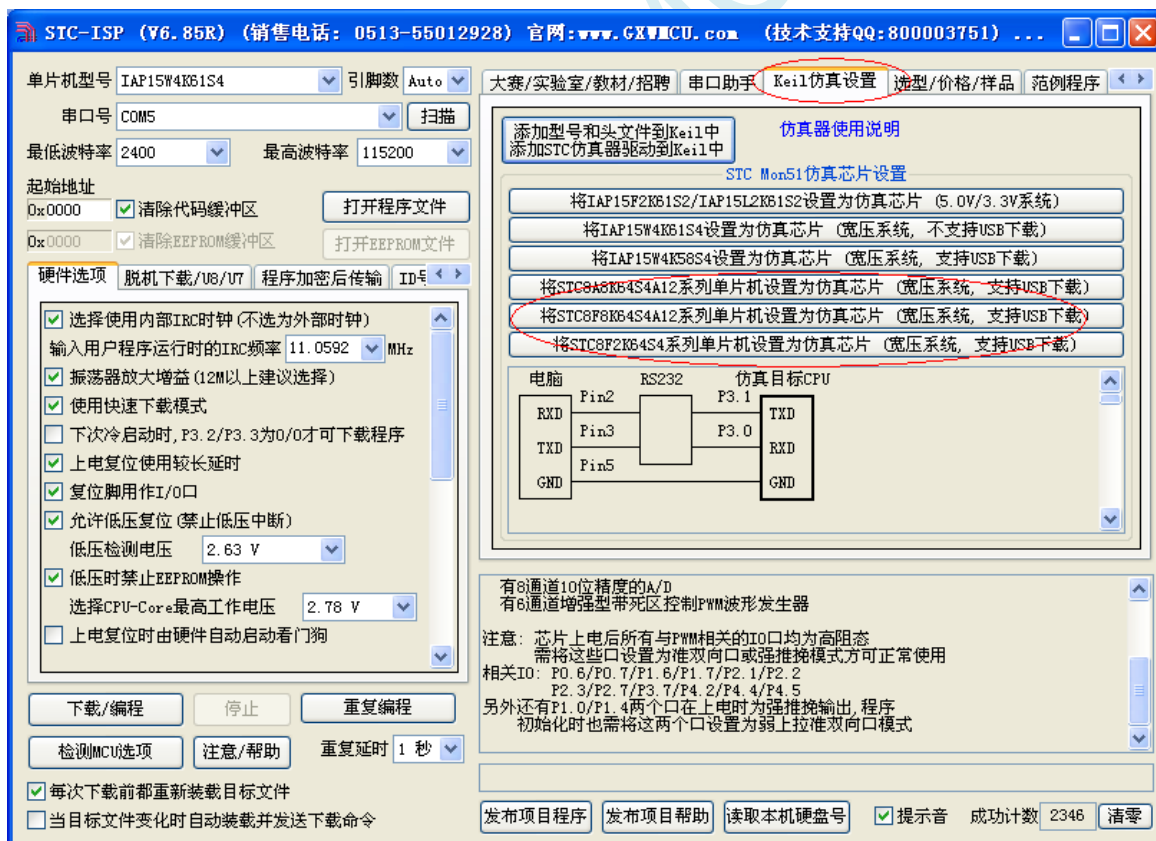 STC-ISP (V6.85R) (销售电话: 0513-55012928) 官网:www.GXWMCU.com (技术支持QQ:800003751) ...
单片机型号 IAP15W4K61S4 引脚数 Auto
串口号 COM5 扫描
最低波特率 2400 最高波特率 115200
起始地址
0x0000 清除代码缓冲区 打开程序文件
0x0000 清除EEPROM缓冲区 打开EEPROM文件
硬件选项 脱机下载/U8/U7 程序加密后传输
选择使用内部IRC时钟(不选为外部时钟)
输入用户程序运行时的IRC频率 11.0592 MHz
振荡器放大增益(12M以上建议选择)
使用快速下载模式
下次冷启动时,P3.2/P3.3为0/0才可下载程序
上电复位使用较长延时
复位脚用作I/O口
允许低压复位(禁止低压中断)
低压检测电压 2.63 V
低压时禁止EEPROM操作
选择CPU-Core最高工作电压 2.78 V
上电复位时由硬件自动启动看门狗
下载/编程 停止 重复编程
检测MCU选项 注意/帮助 重复延时 1 秒
每次下载前都重新装载目标文件
当目标文件变化时自动装载并发送下载命令
大赛/实验室/教材/招聘 串口助手 Keil仿真设置 选型/价格/样品 范例程序
添加型号和头文件到Keil中
添加STC仿真器驱动到Keil中
仿真器使用说明
STC Mon51仿真芯片设置
将IAP15F2K61S2/IAP15L2K61S2设置为仿真芯片 (5.0V/3.3V系统)
将IAP15W4K61S4设置为仿真芯片 (宽压系统, 不支持USB下载)
将IAP15W4K58S4设置为仿真芯片 (宽压系统, 支持USB下载)
将STC8A8K64S4A12系列单片机设置为仿真芯片 (宽压系统, 支持USB下载)
将STC8F8K64S4A12系列单片机设置为仿真芯片 (宽压系统, 支持USB下载)
将STC8F2K64S4系列单片机设置为仿真芯片 (宽压系统, 支持USB下载)
电脑 RS232 仿真目标CPU
Pin2 P3.1
RXD TXD
Pin3 P3.0
TXD RXD
Pin5
GND GND
有8通道10位精度的A/D
有6通道增强型带死区控制PWM波形发生器
注意: 芯片上电后所有与PWM相关的IO口均为高阻态
需将这些口设置为准双向口或强推挽模式方可正常使用
相关IO: P0.6/P0.7/P1.6/P1.7/P2.1/P2.2
P2.3/P2.7/P3.7/P4.2/P4.4/P4.5
另外还有P1.0/P1.4两个口在上电时为强推挽输出,程序
初始化时也需将这两个口设置为弱上拉准双向口模式
发布项目程序 发布项目帮助 读取本机硬盘号 提示音 成功计数 2346 清零